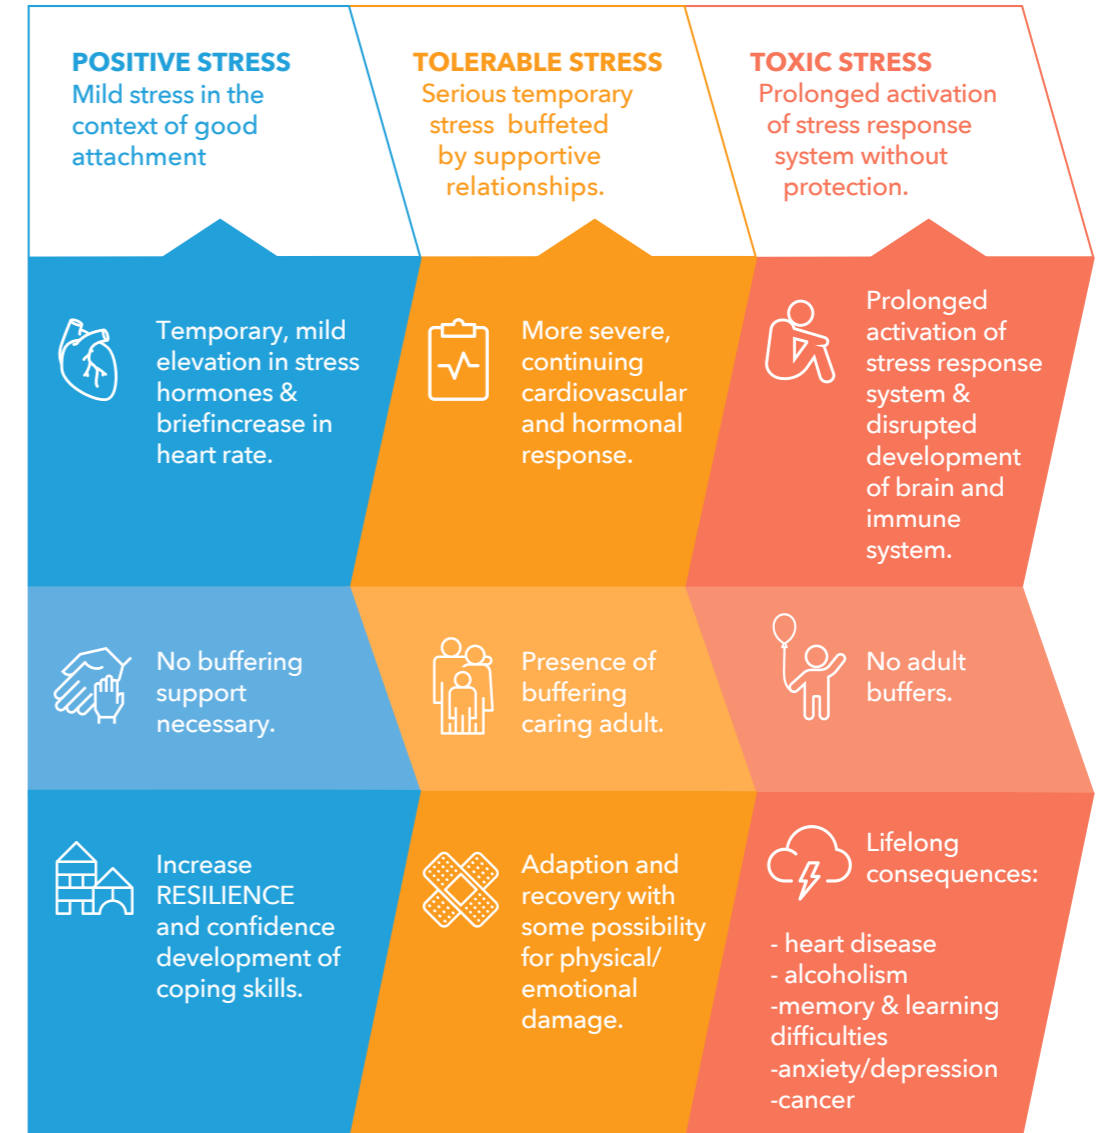 POSITIVE STRESS
Mild stress in the
context of good
attachment
TOLERABLE STRESS
Serious temporary
stress buffeted
by supportive
relationships.
TOXIC STRESS
Prolonged activation
of stress response
system without
protection.
Temporary, mild
elevation in stress
hormones &
briefincrease in
heart rate.
More severe,
continuing
cardiovascular
and hormonal
response.
Prolonged
activation of
stress response
system &
disrupted
development
of brain and
immune
system.
No buffering
support
necessary.
Presence of
buffering
caring adult.
No adult
buffers.
Increase
RESILIENCE
and confidence
development of
coping skills.
Adaption and
recovery with
some possibility
for physical/
emotional
damage.
Lifelong
consequences:
- heart disease
- alcoholism
-memory & learning
difficulties
-anxiety/depression
-cancer